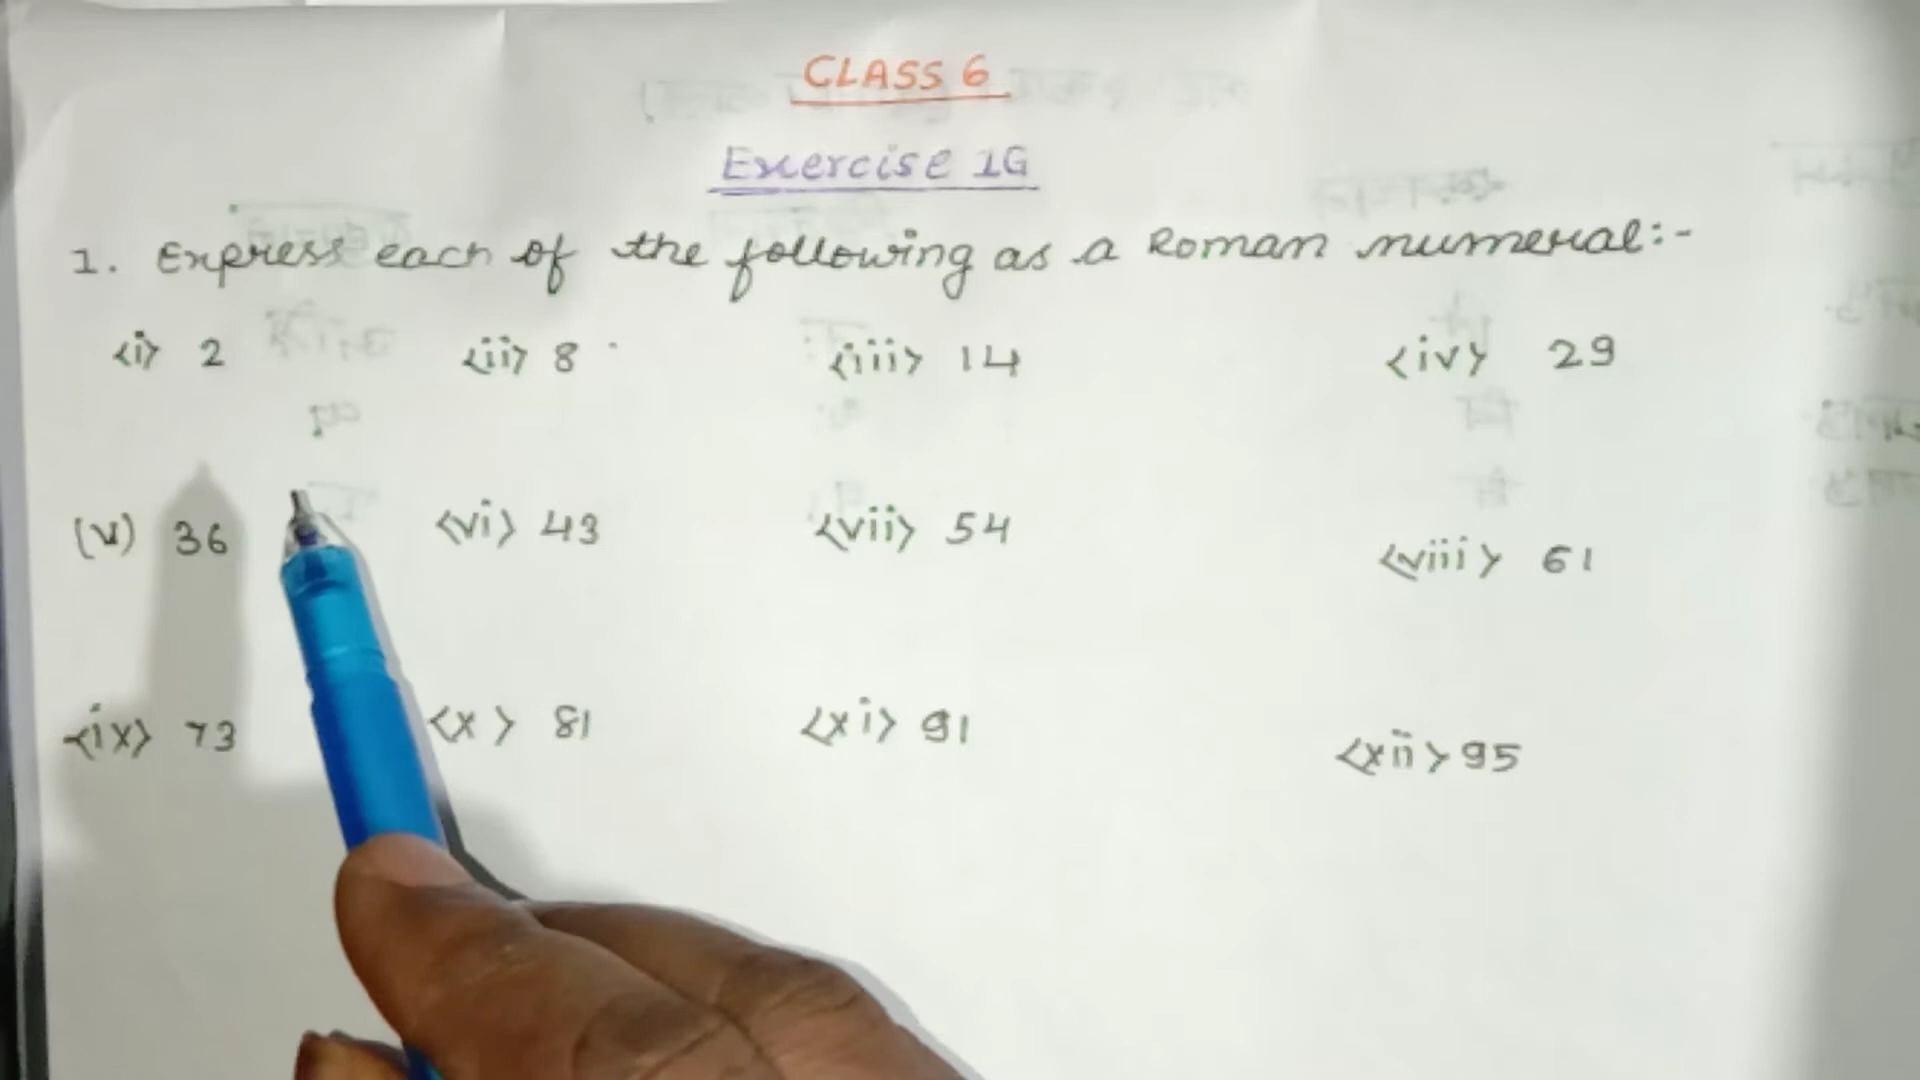 CLASS 6
Exercise 1G
1. Express each of the following as a Roman numeral:-
<i> 2 <ii> 8 <iii> 14 <iv> 29
(v) 36 <vi> 43 <vii> 54 <viii> 61
<ix> 73 <x> 81 <xi> 91 <xii> 95